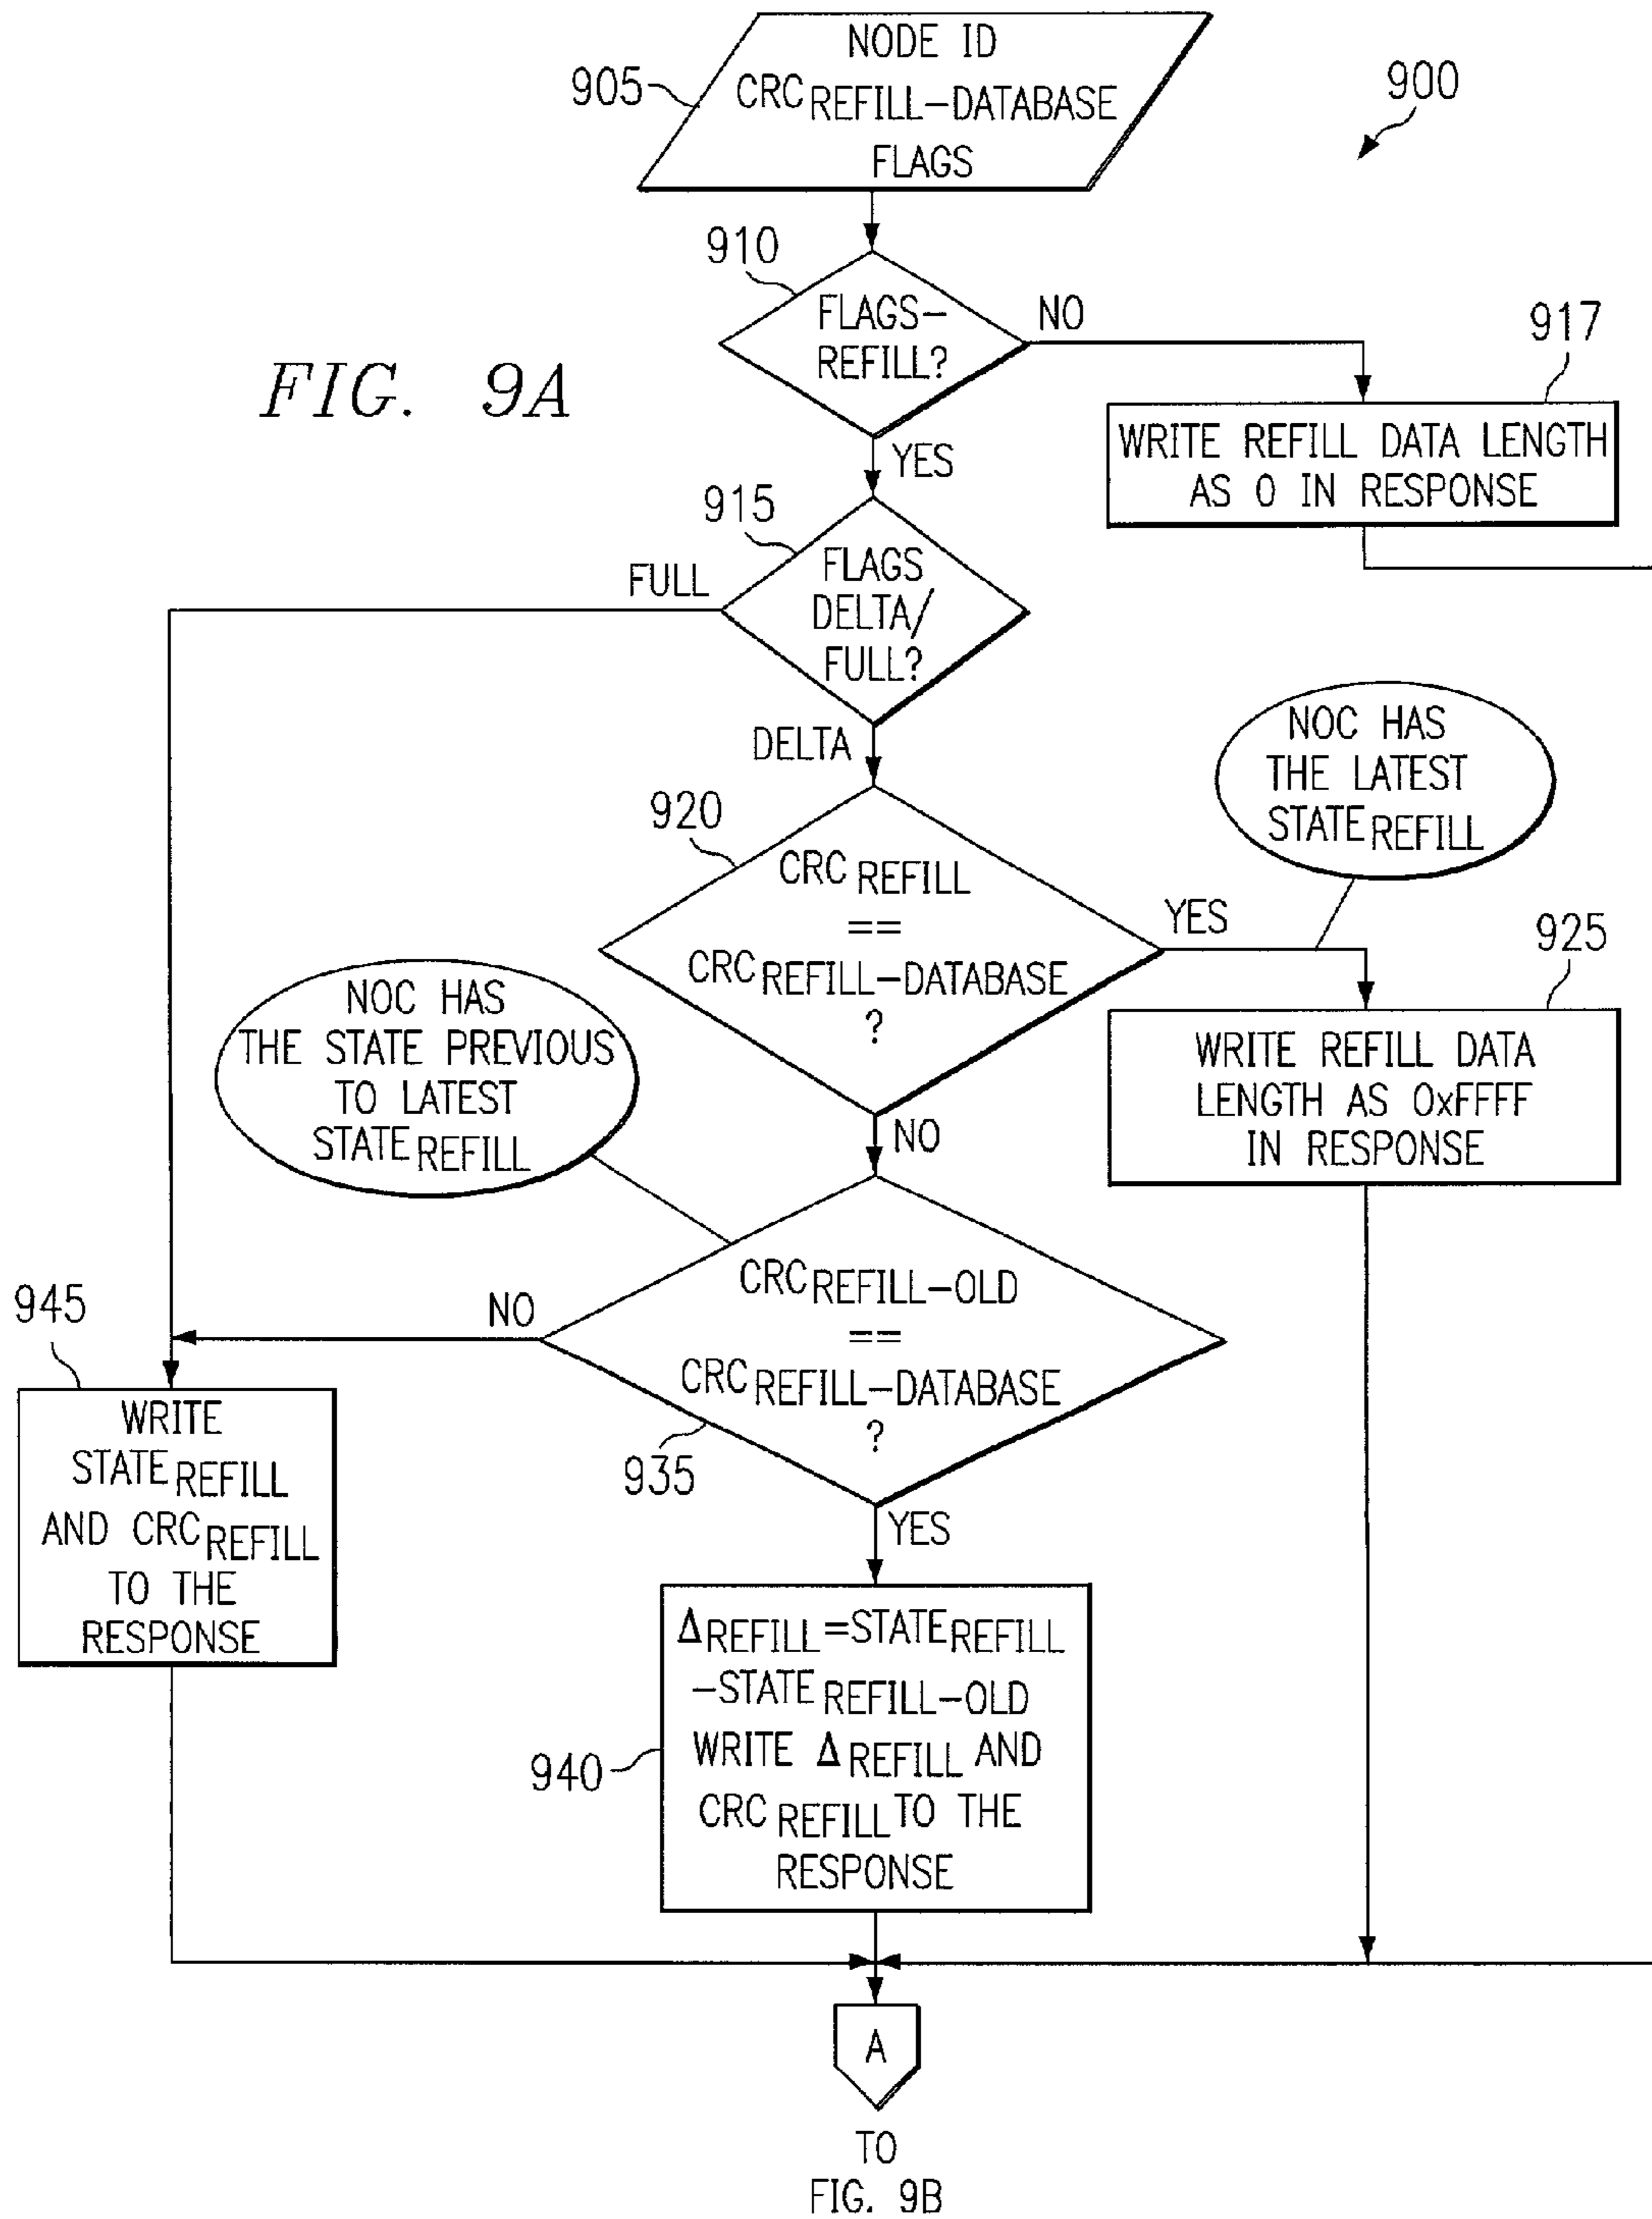 NODE ID
905
CRC REFILL-DATABASE
FLAGS
900
910
FLAGS-
REFILL?
NO
917
FIG. 9A
WRITE REFILL DATA LENGTH
AS 0 IN RESPONSE
YES
915
FLAGS
DELTA/
FULL?
FULL
DELTA
NOC HAS
THE LATEST
STATE REFILL
920
CRC REFILL
==
CRC REFILL-DATABASE
?
YES
925
WRITE REFILL DATA
LENGTH AS 0xFFFF
IN RESPONSE
NOC HAS
THE STATE PREVIOUS
TO LATEST
STATE REFILL
NO
CRC REFILL-OLD
==
CRC REFILL-DATABASE
?
935
NO
945
WRITE
STATE REFILL
AND CRC REFILL
TO THE
RESPONSE
YES
Δ REFILL=STATE REFILL
-STATE REFILL-OLD
WRITE Δ REFILL AND
CRC REFILL TO THE
RESPONSE
940
A
TO
FIG. 9B